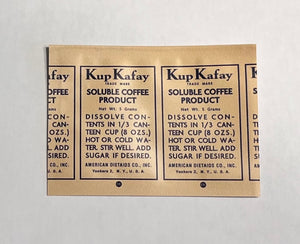 Kup Kafay
Kup Kafay
Kafay
TRADE MARK
TRADE MARK
SOLUBLE COFFEE
PRODUCT
Net Wt. 5 Grams
DISSOLVE CON-
TENTS IN 1/3 CAN-
TEEN CUP (8 OZS.)
HOT OR COLD WA-
TER. STIR WELL. ADD
SUGAR IF DESIRED.
AMERICAN DIETAIDS CO., INC.
Yonkers 2, N. Y., U. S. A.
SOLUBLE COFFEE
PRODUCT
Net Wt. 5 Grams
DISSOLVE CON-
TENTS IN 1/3 CAN-
TEEN CUP (8 OZS.)
HOT OR COLD WA-
TER. STIR WELL. ADD
SUGAR IF DESIRED.
AMERICAN DIETAIDS CO., INC.
Yonkers 2, N. Y., U. S. A.